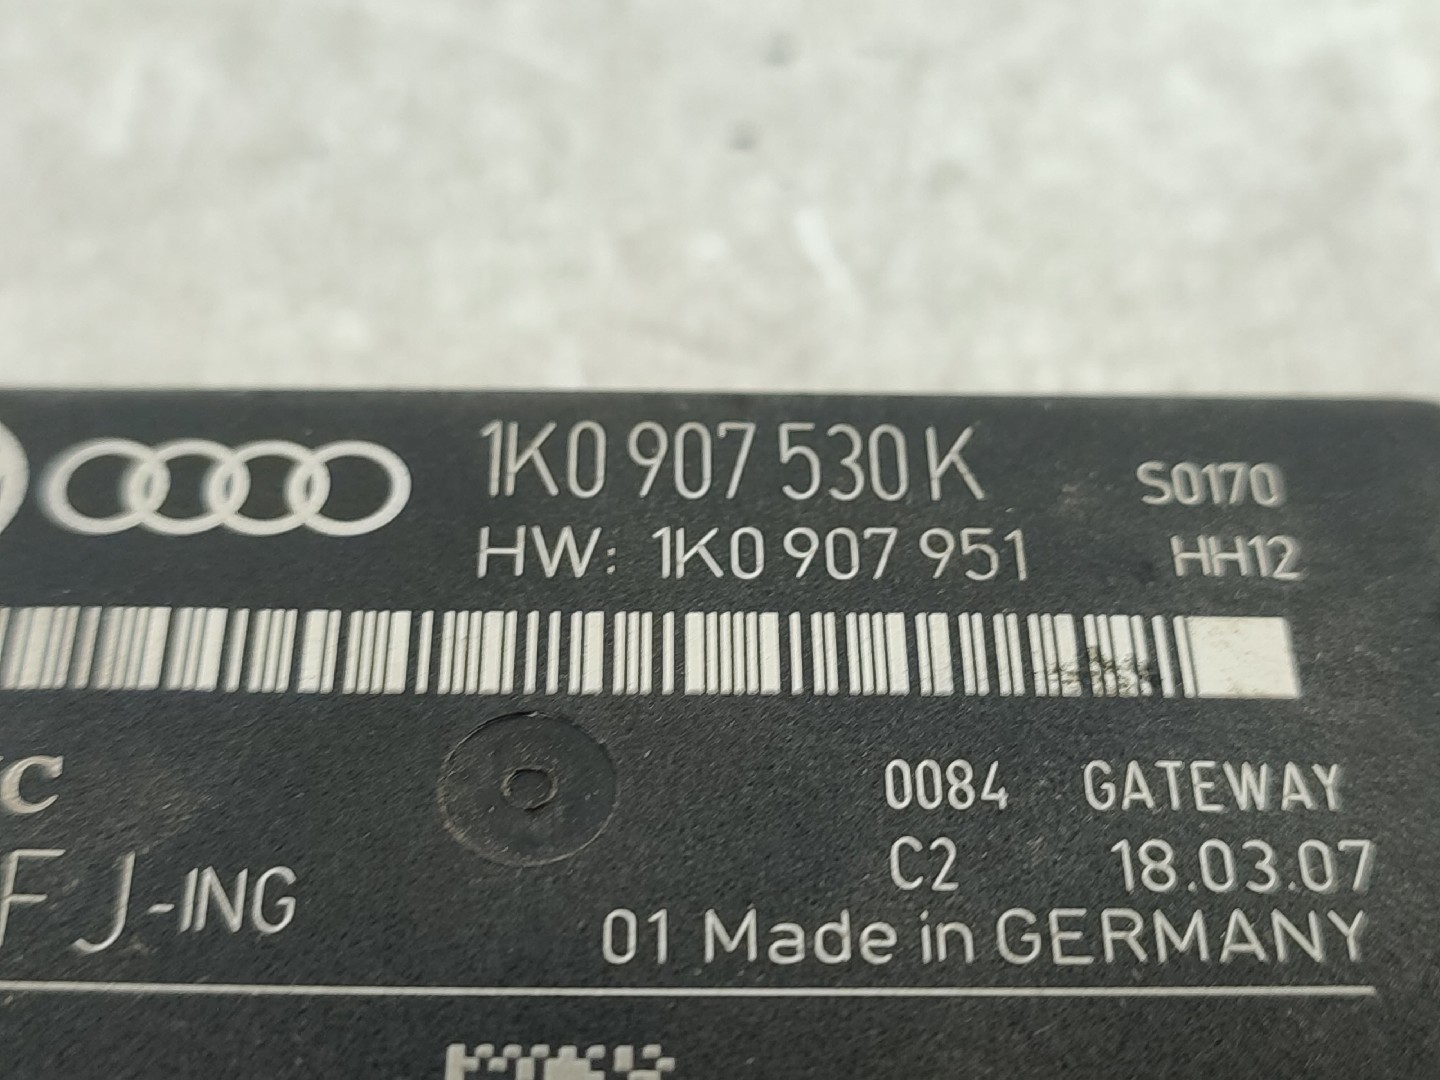 1K0 907 530 K S0170
HW: 1K0 907 951 HH12
0084 GATEWAY
C2 18.03.07
J-ING
01 Made in GERMANY